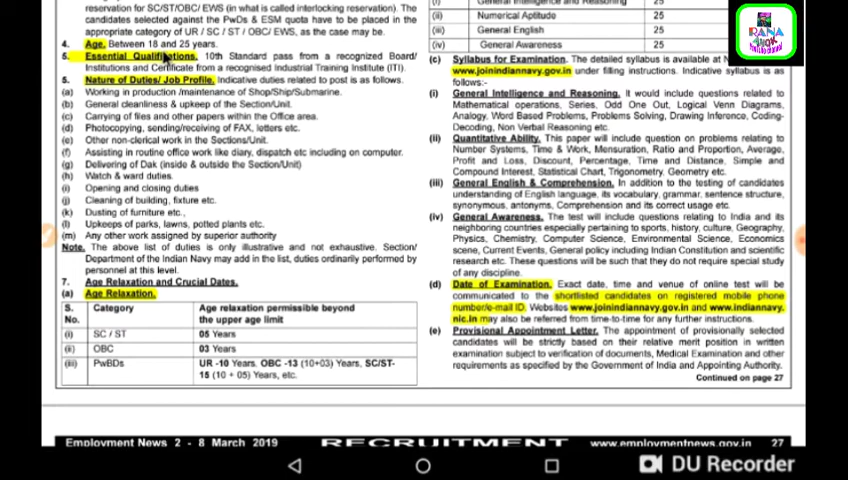 reservation for SC/ST/OBC/ EWS (in what is called interlocking reservation). The
candidates selected against the PwDs & ESM quota have to be placed in the
appropriate category of UR / SC / ST / OBC/ EWS, as the case may be.
4. Age. Between 18 and 25 years.
5. Essential Qualifications. 10th Standard pass from a recognized Board/
Institutions and Certificate from a recognised Industrial Training Institute (ITI).
5. Nature of Duties/ Job Profile. Indicative duties related to post is as follows.
(a) Working in production /maintenance of Shop/Ship/Submarine.
(b) General cleanliness & upkeep of the Section/Unit.
(c) Carrying of files and other papers within the Office area.
(d) Photocopying, sending/receiving of FAX, letters etc.
(e) Other non-clerical work in the Sections/Unit.
(f) Assisting in routine office work like diary, dispatch etc including on computer.
(g) Delivering of Dak (inside & outside the Section/Unit)
(h) Watch & ward duties
(i) Opening and closing duties
(j) Cleaning of building, fixture etc.
(k) Dusting of furniture etc.,
(l) Upkeeps of parks, lawns, potted plants etc.
(m) Any other work assigned by superior authority
Note. The above list of duties is only illustrative and not exhaustive. Section/
Department of the Indian Navy may add in the list, duties ordinarily performed by
personnel at this level.
7. Age Relaxation and Crucial Dates.
(a) Age Relaxation.
S. No. Category Age relaxation permissible beyond the upper age limit
(i) SC / ST 05 Years
(ii) OBC 03 Years
(iii) PwBDs UR -10 Years, OBC -13 (10+03) Years, SC/ST-
15 (10 + 05) Years, etc.
(i) General Intelligence and Reasoning 25
(ii) Numerical Aptitude 25
(iii) General English 25
(iv) General Awareness 25
(c) Syllabus for Examination. The detailed syllabus is available at
www.joinindiannavy.gov.in under filling instructions. Indicative syllabus is as
follows:-
(i) General Intelligence and Reasoning. It would include questions related to
Mathematical operations, Series, Odd One Out, Logical Venn Diagrams,
Analogy, Word Based Problems, Problems Solving, Drawing Inference, Coding-
Decoding, Non Verbal Reasoning etc.
(ii) Quantitative Ability. This paper will include question on problems relating to
Number Systems, Time & Work, Mensuration, Ratio and Proportion, Average,
Profit and Loss, Discount, Percentage, Time and Distance, Simple and
Compound Interest, Statistical Chart, Trigonometry, Geometry etc.
(iii) General English & Comprehension. In addition to the testing of candidates
understanding of English language, its vocabulary, grammar, sentence structure,
synonymous, antonyms, Comprehension and its correct usage etc.
(iv) General Awareness. The test will include questions relating to India and its
neighboring countries especially pertaining to sports, history, culture, Geography,
Physics, Chemistry, Computer Science, Environmental Science, Economics
scene, Current Events, General policy including Indian Constitution and scientific
research etc. These questions will be such that they do not require special study
of any discipline.
(d) Date of Examination. Exact date, time and venue of online test will be
communicated to the shortlisted candidates on registered mobile phone
number/e-mail ID. Websites www.joinindiannavy.gov.in and www.indiannavy.
nic.in may also be referred from time-to-time for any further instructions.
(e) Provisional Appointment Letter. The appointment of provisionally selected
candidates will be strictly based on their relative merit position in written
examination subject to verification of documents, Medical Examination and other
requirements as specified by the Government of India and Appointing Authority.
Continued on page 27
Employment News 2 - 8 March 2019 RECRUITMENT www.employmentnews.gov.in 27
RANA
DU Recorder